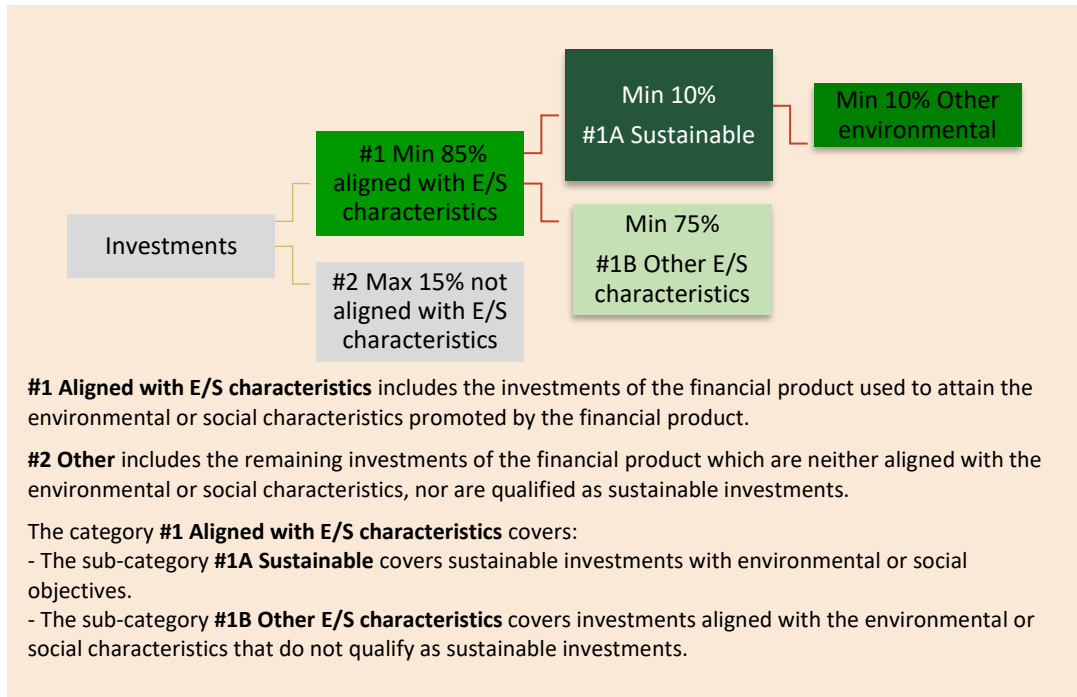 Min 10%
#1A Sustainable
Min 10% Other
environmental
#1 Min 85%
aligned with E/S
characteristics
Investments
Min 75%
#1B Other E/S
characteristics
#2 Max 15% not
aligned with E/S
characteristics
#1 Aligned with E/S characteristics includes the investments of the financial product used to attain the
environmental or social characteristics promoted by the financial product.
#2 Other includes the remaining investments of the financial product which are neither aligned with the
environmental or social characteristics, nor are qualified as sustainable investments.
The category #1 Aligned with E/S characteristics covers:
- The sub-category #1A Sustainable covers sustainable investments with environmental or social
objectives.
- The sub-category #1B Other E/S characteristics covers investments aligned with the environmental or
social characteristics that do not qualify as sustainable investments.